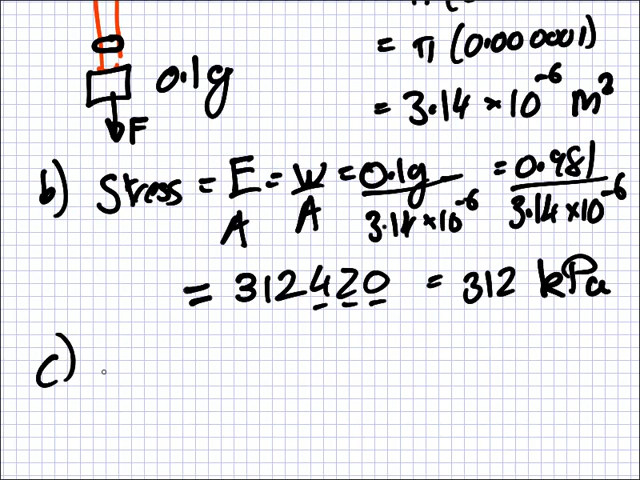 = π (0.000001)
0.1g
= 3.14 × 10⁻⁶ m²
F
b) Stress = F/A = W/A = 0.1g/3.14×10⁻⁶ = 0.981/3.14×10⁻⁶
= 312420 = 312 kPa
c)